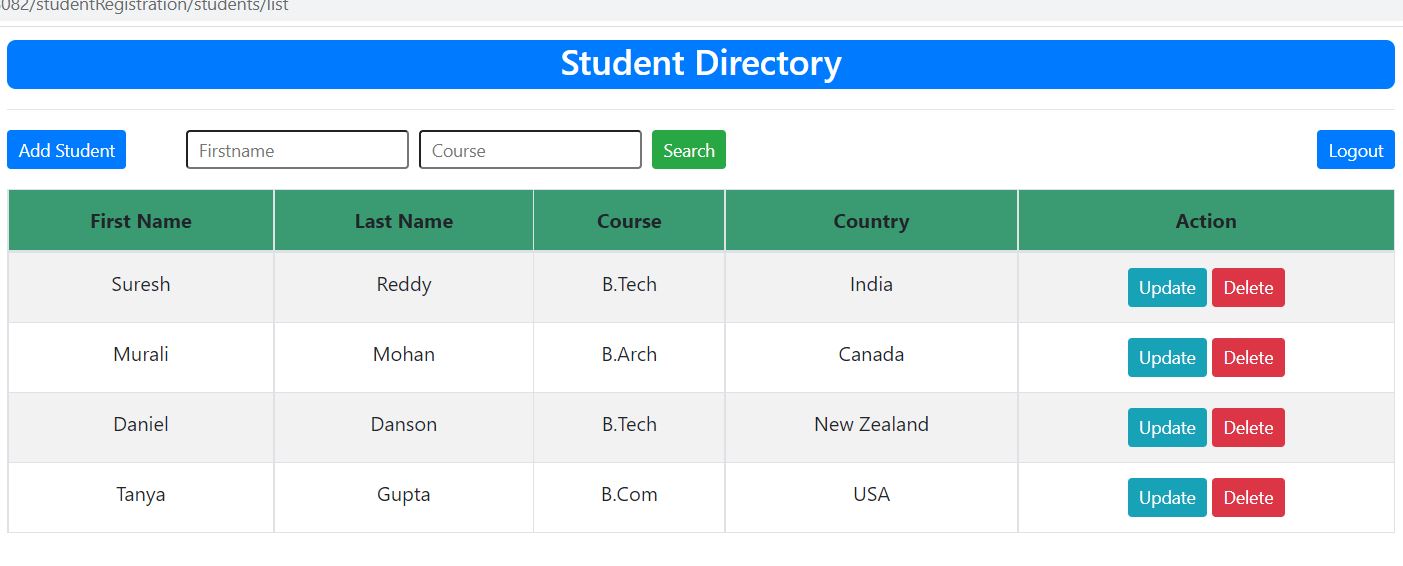 082/studentRegistration/students/list
Student Directory
Add Student Firstname Course Search Logout
First Name Last Name Course Country Action
Suresh Reddy B.Tech India Update Delete
Murali Mohan B.Arch Canada Update Delete
Daniel Danson B.Tech New Zealand Update Delete
Tanya Gupta B.Com USA Update Delete